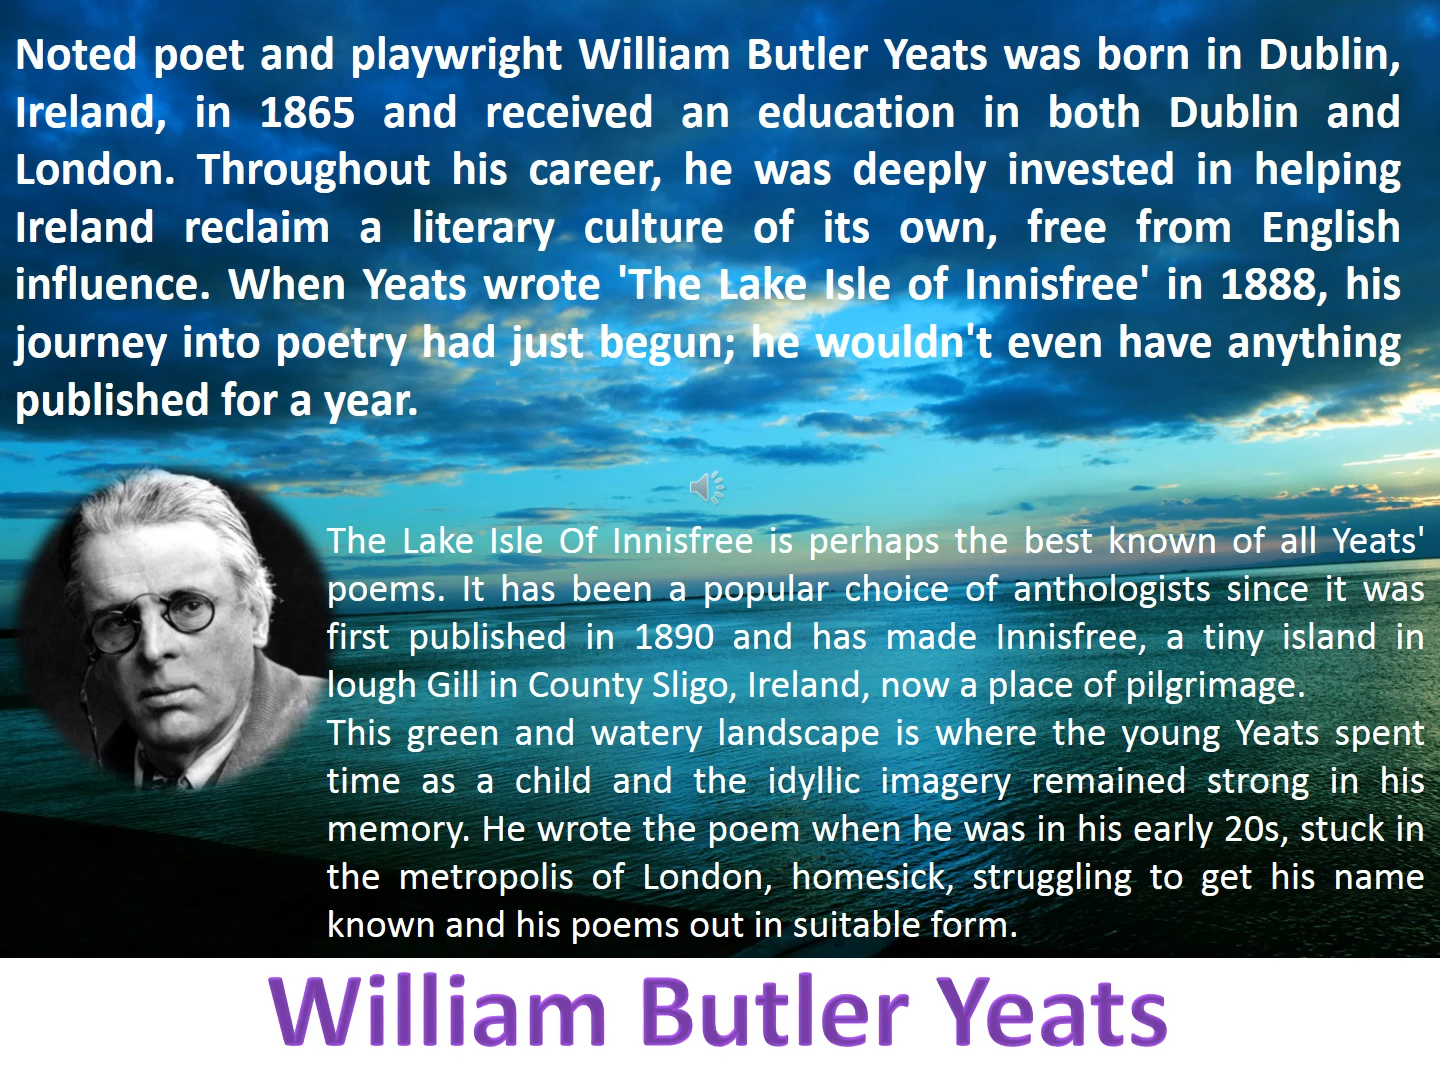 Noted poet and playwright William Butler Yeats was born in Dublin,
Ireland, in 1865 and received an education in both Dublin and
London. Throughout his career, he was deeply invested in helping
Ireland reclaim a literary culture of its own, free from English
influence. When Yeats wrote 'The Lake Isle of Innisfree' in 1888, his
journey into poetry had just begun; he wouldn't even have anything
published for a year.
The Lake Isle Of Innisfree is perhaps the best known of all Yeats'
poems. It has been a popular choice of anthologists since it was
first published in 1890 and has made Innisfree, a tiny island in
lough Gill in County Sligo, Ireland, now a place of pilgrimage.
This green and watery landscape is where the young Yeats spent
time as a child and the idyllic imagery remained strong in his
memory. He wrote the poem when he was in his early 20s, stuck in
the metropolis of London, homesick, struggling to get his name
known and his poems out in suitable form.
William Butler Yeats